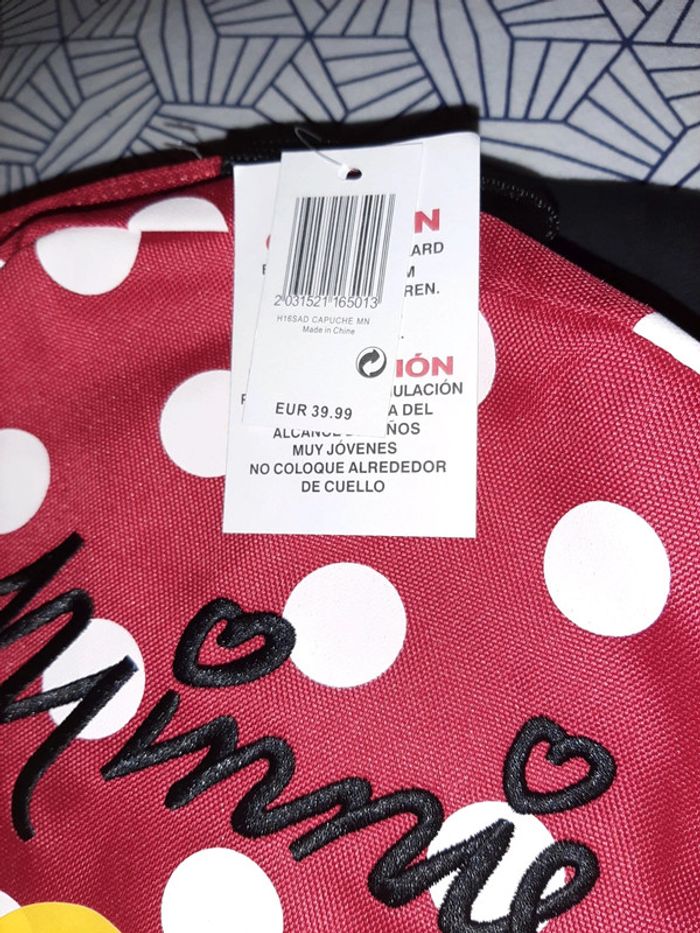 N
ARD
M
REN.
2 031521 165013
H16SAD CAPUCHE MN
Made in Chine
IÓN
ULACIÓN
EUR 39.99
A DEL
ALCANCE ÑOS
MUY JÓVENES
NO COLOQUE ALREDEDOR
DE CUELLO
Minnie